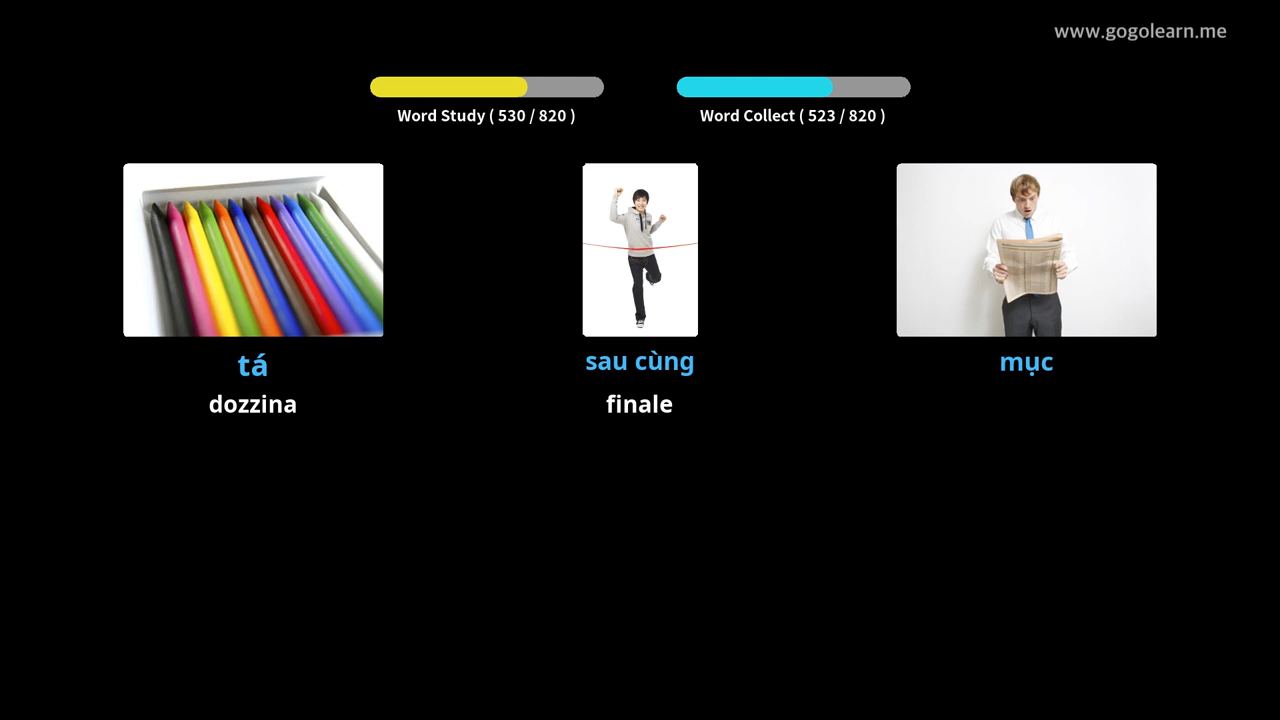 www.gogolearn.me
Word Study ( 530 / 820 )
Word Collect ( 523 / 820 )
tá
sau cùng
mục
dozzina
finale